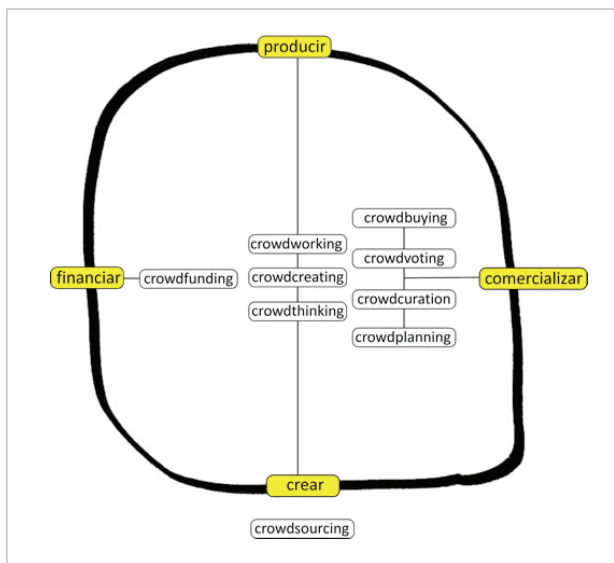 producir
crowdbuying
crowdworking
crowdvoting
financiar
crowdfunding
crowdcreating
comercializar
crowdthinking
crowdcuration
crowdplanning
crear
crowdsourcing